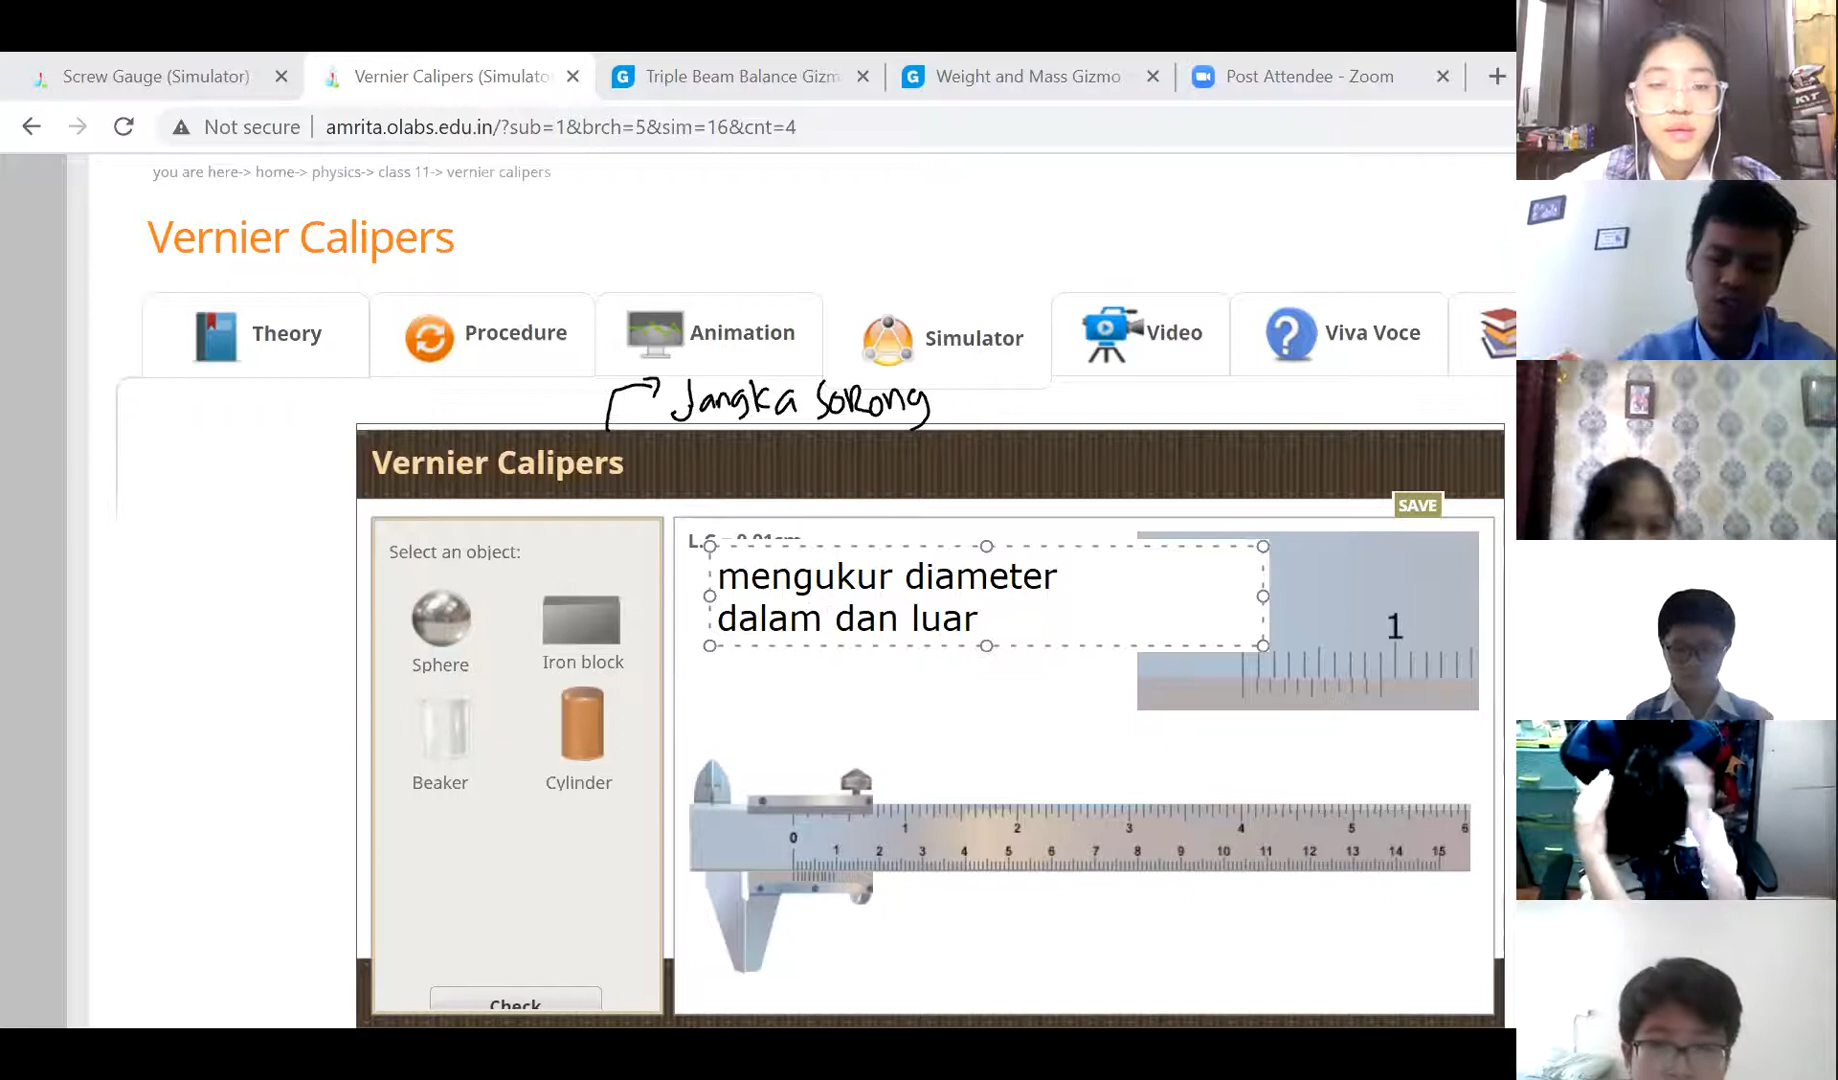 Screw Gauge (Simulator)
Vernier Calipers (Simulato
Triple Beam Balance Gizm
Weight and Mass Gizmo
Post Attendee - Zoom
Not secure
amrita.olabs.edu.in/?sub=1&brch=5&sim=16&cnt=4
you are here-> home-> physics-> class 11-> vernier calipers
Vernier Calipers
Theory
Procedure
Animation
Simulator
Video
Viva Voce
Jangka SORong
Vernier Calipers
SAVE
Select an object:
Sphere
Iron block
Beaker
Cylinder
Check
mengukur diameter
dalam dan luar
1
0 1 2 3 4 5 6
1 2 3 4 5 6 7 8 9 10 11 12 13 14 15